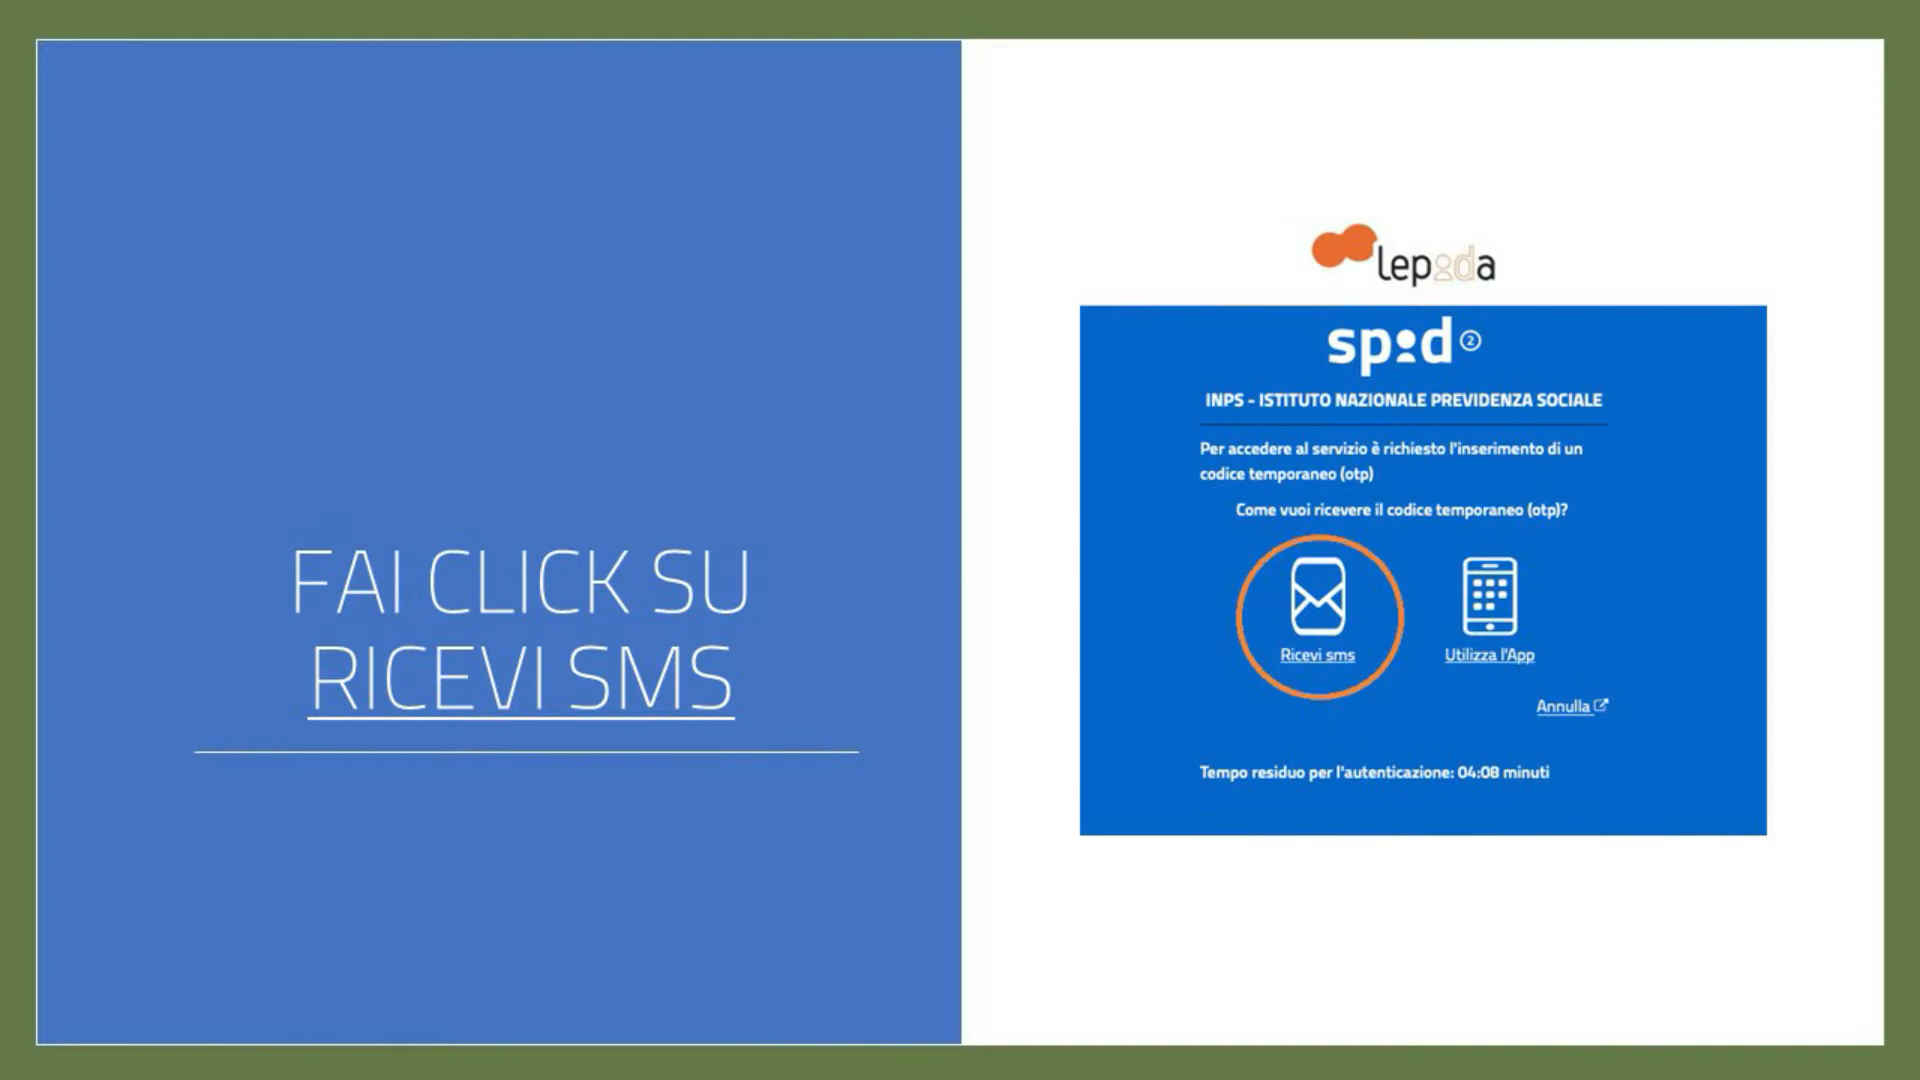 FAI CLICK SU
RICEVI SMS
lepida
spid 2
INPS - ISTITUTO NAZIONALE PREVIDENZA SOCIALE
Per accedere al servizio è richiesto l'inserimento di un
codice temporaneo (otp)
Come vuoi ricevere il codice temporaneo (otp)?
Ricevi sms
Utilizza l'App
Annulla
Tempo residuo per l'autenticazione: 04:08 minuti